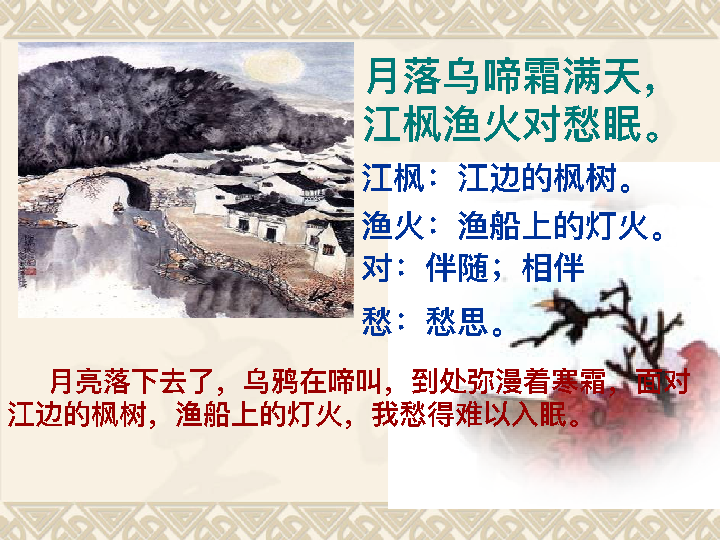 月落乌啼霜满天，
江枫渔火对愁眠。
江枫：江边的枫树。
渔火：渔船上的灯火。
对：伴随；相伴
愁：愁思。
月亮落下去了，乌鸦在啼叫，到处弥漫着寒霜，面对
江边的枫树，渔船上的灯火，我愁得难以入眠。